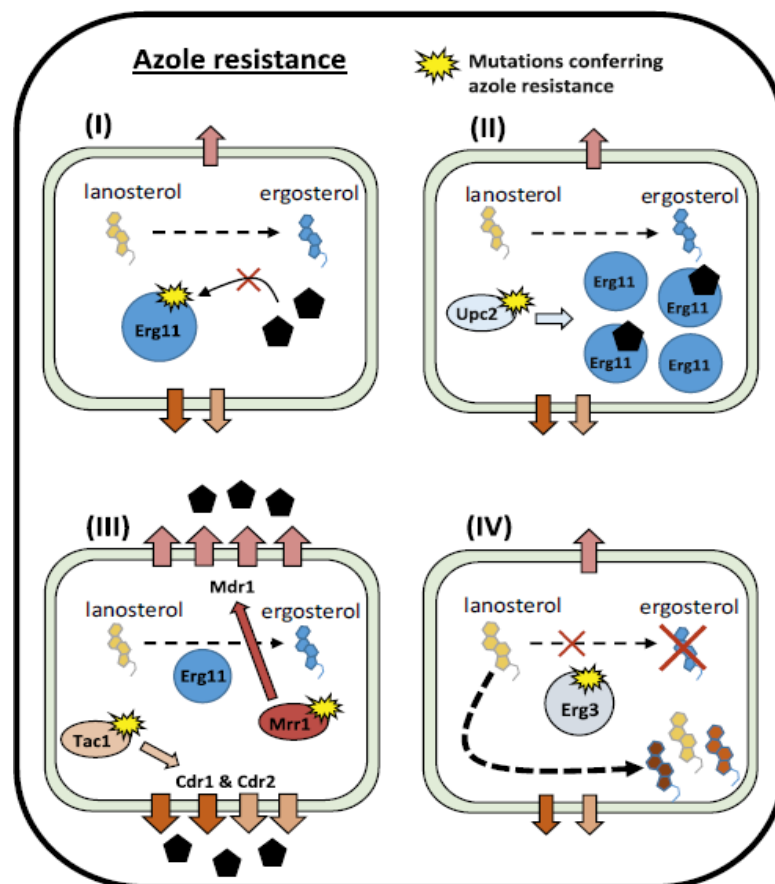 Azole resistance
Mutations conferring
azole resistance
(I)
lanosterol
ergosterol
Erg11
(II)
lanosterol
ergosterol
Upc2
Erg11
Erg11
Erg11
Erg11
(III)
Mdr1
lanosterol
ergosterol
Erg11
Tac1
Mrr1
Cdr1 & Cdr2
(IV)
lanosterol
ergosterol
Erg3